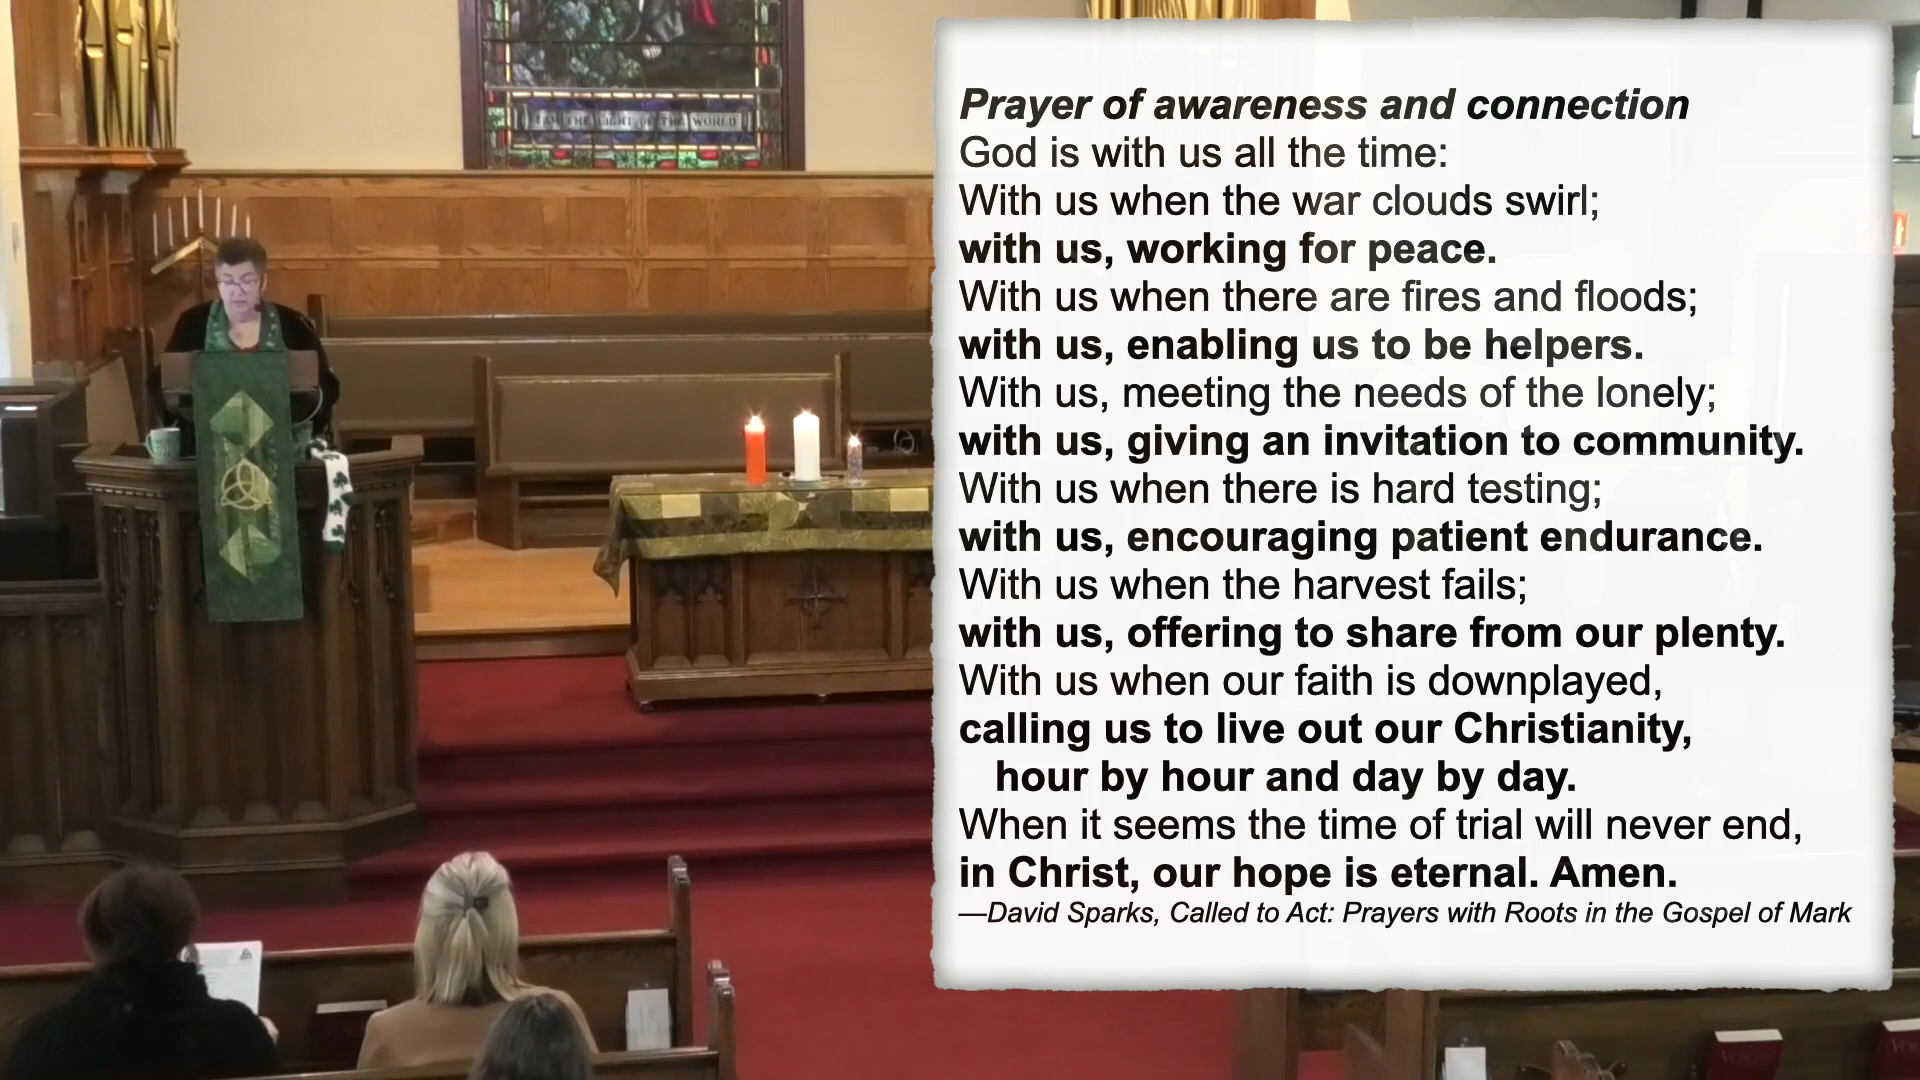 I AM THE LIGHT OF THE WORLD
Prayer of awareness and connection
God is with us all the time:
With us when the war clouds swirl;
with us, working for peace.
With us when there are fires and floods;
with us, enabling us to be helpers.
With us, meeting the needs of the lonely;
with us, giving an invitation to community.
With us when there is hard testing;
with us, encouraging patient endurance.
With us when the harvest fails;
with us, offering to share from our plenty.
With us when our faith is downplayed,
calling us to live out our Christianity,
hour by hour and day by day.
When it seems the time of trial will never end,
in Christ, our hope is eternal. Amen.
—David Sparks, Called to Act: Prayers with Roots in the Gospel of Mark